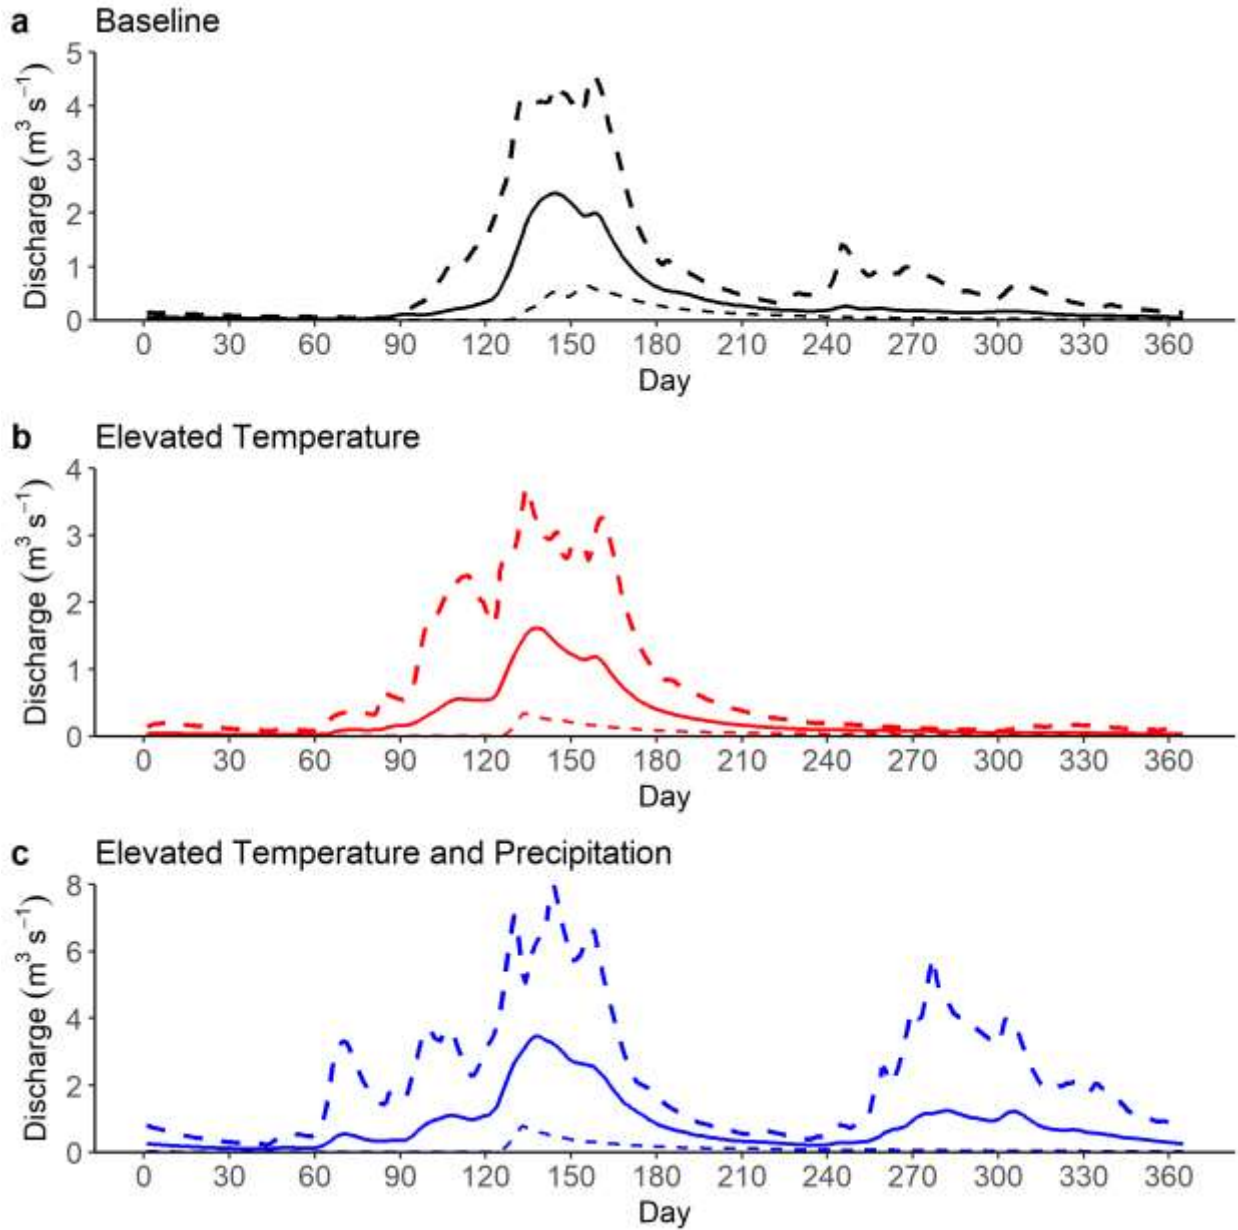 a Baseline
Discharge (m³ s⁻¹)
5
4
3
2
1
0
0 30 60 90 120 150 180 210 240 270 300 330 360
Day
b Elevated Temperature
Discharge (m³ s⁻¹)
4
3
2
1
0
0 30 60 90 120 150 180 210 240 270 300 330 360
Day
c Elevated Temperature and Precipitation
Discharge (m³ s⁻¹)
8
6
4
2
0
0 30 60 90 120 150 180 210 240 270 300 330 360
Day